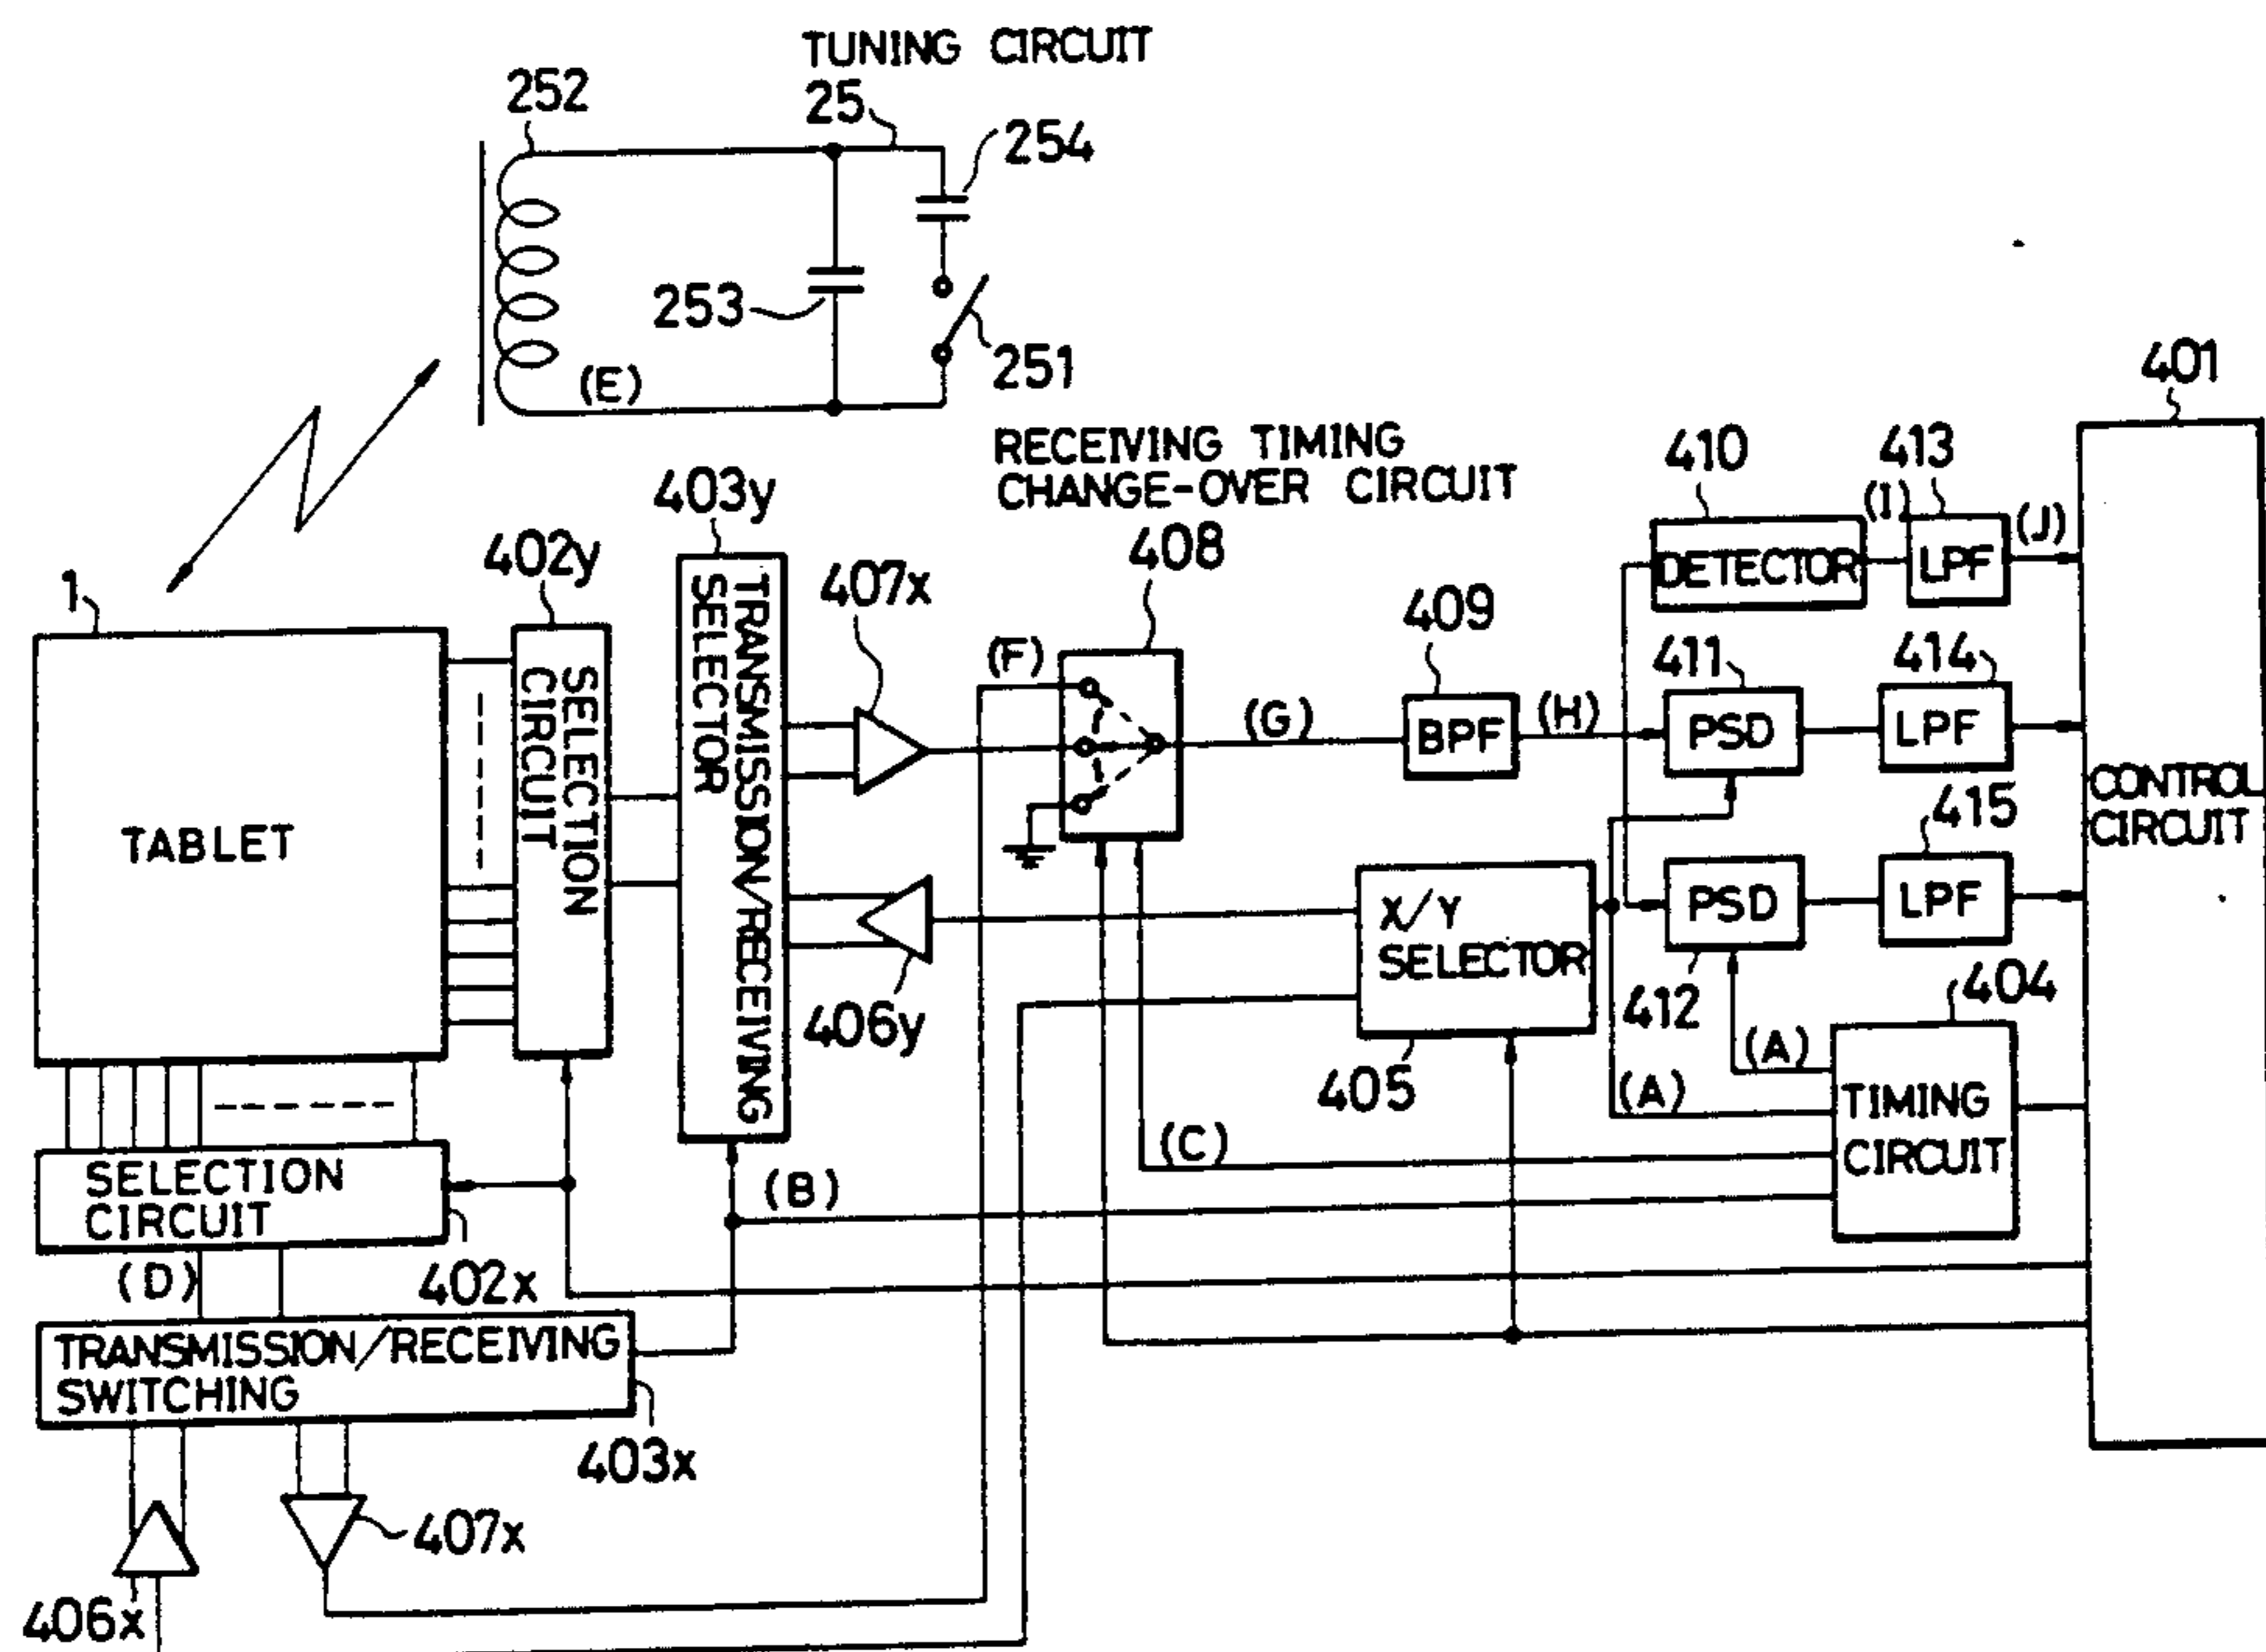 TUNING CIRCUIT
25
252
254
253
251
(E)
401
RECEIVING TIMING
CHANGE-OVER CIRCUIT
408
410
413
(I)
(J)
DETECTOR
LPF
403y
402y
1
407x
409
411
414
(F)
(G)
(H)
BPF
PSD
LPF
TABLET
SELECTION
CIRCUIT
TRANSMISSION/RECEIVING
SELECTOR
CONTROL
CIRCUIT
415
X/Y
SELECTOR
PSD
LPF
406y
412
404
405
(A)
(A)
TIMING
CIRCUIT
(C)
(B)
SELECTION
CIRCUIT
(D)
402x
TRANSMISSION/RECEIVING
SWITCHING
403x
407x
406x